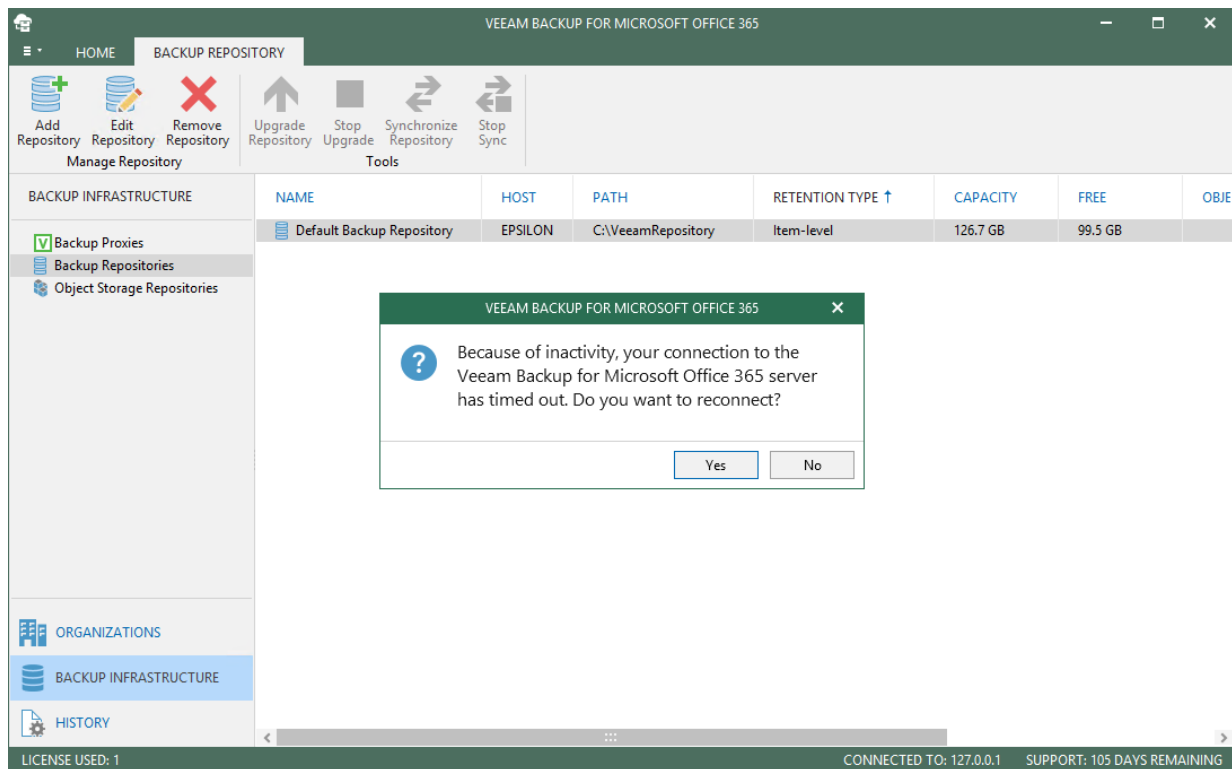 VEEAM BACKUP FOR MICROSOFT OFFICE 365
HOME BACKUP REPOSITORY
Add Repository
Edit Repository
Remove Repository
Upgrade Repository
Stop Upgrade
Synchronize Repository
Stop Sync
Manage Repository
Tools
BACKUP INFRASTRUCTURE
NAME HOST PATH RETENTION TYPE CAPACITY FREE OBJE
Default Backup Repository EPSILON C:\VeeamRepository Item-level 126.7 GB 99.5 GB
Backup Proxies
Backup Repositories
Object Storage Repositories
VEEAM BACKUP FOR MICROSOFT OFFICE 365
Because of inactivity, your connection to the
Veeam Backup for Microsoft Office 365 server
has timed out. Do you want to reconnect?
Yes No
ORGANIZATIONS
BACKUP INFRASTRUCTURE
HISTORY
LICENSE USED: 1 CONNECTED TO: 127.0.0.1 SUPPORT: 105 DAYS REMAINING